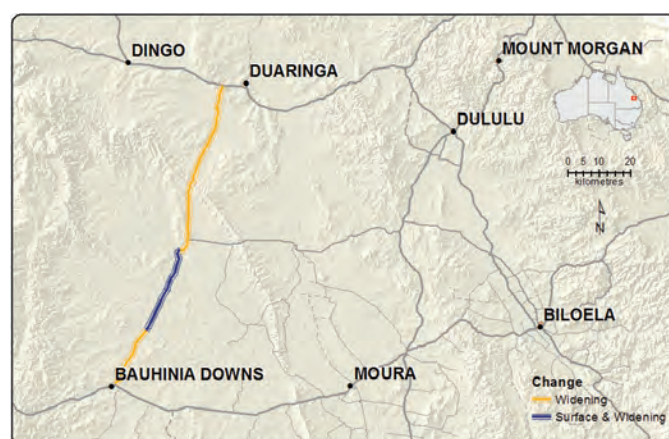 DINGO
MOUNT MORGAN
DUARINGA
DULULU
0 5 10 20
kilometres
N
BILOELA
BAUHINIA DOWNS
MOURA
Change
Widening
Surface & Widening